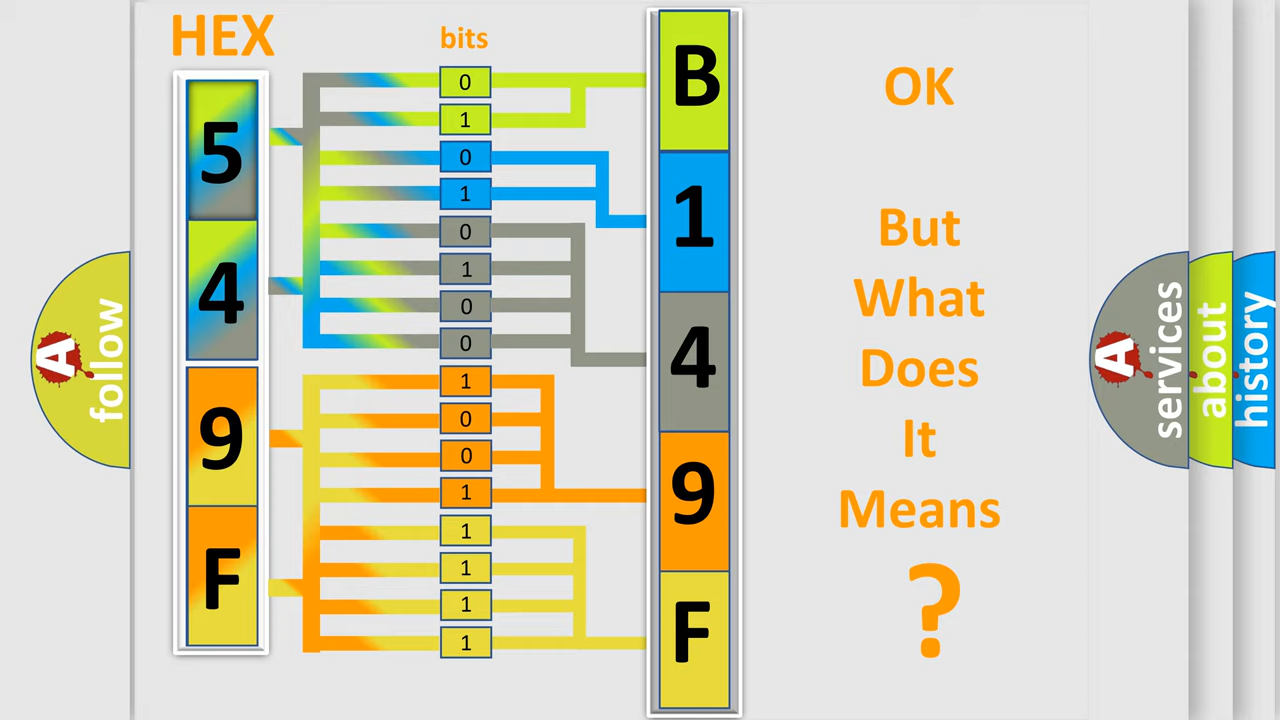 HEX
bits
5
4
9
F
0
1
0
1
0
1
0
0
1
0
0
1
1
1
1
1
B
1
4
9
F
OK
But
What
Does
It
Means
?
A
follow
A
services
about
history